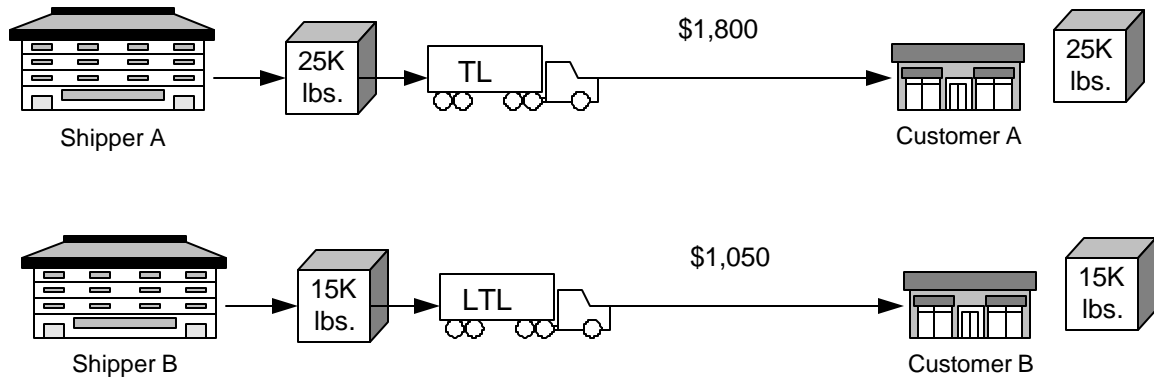 $1,800
25K
lbs.
TL
25K
lbs.
Shipper A
Customer A
$1,050
15K
lbs.
LTL
15K
lbs.
Shipper B
Customer B